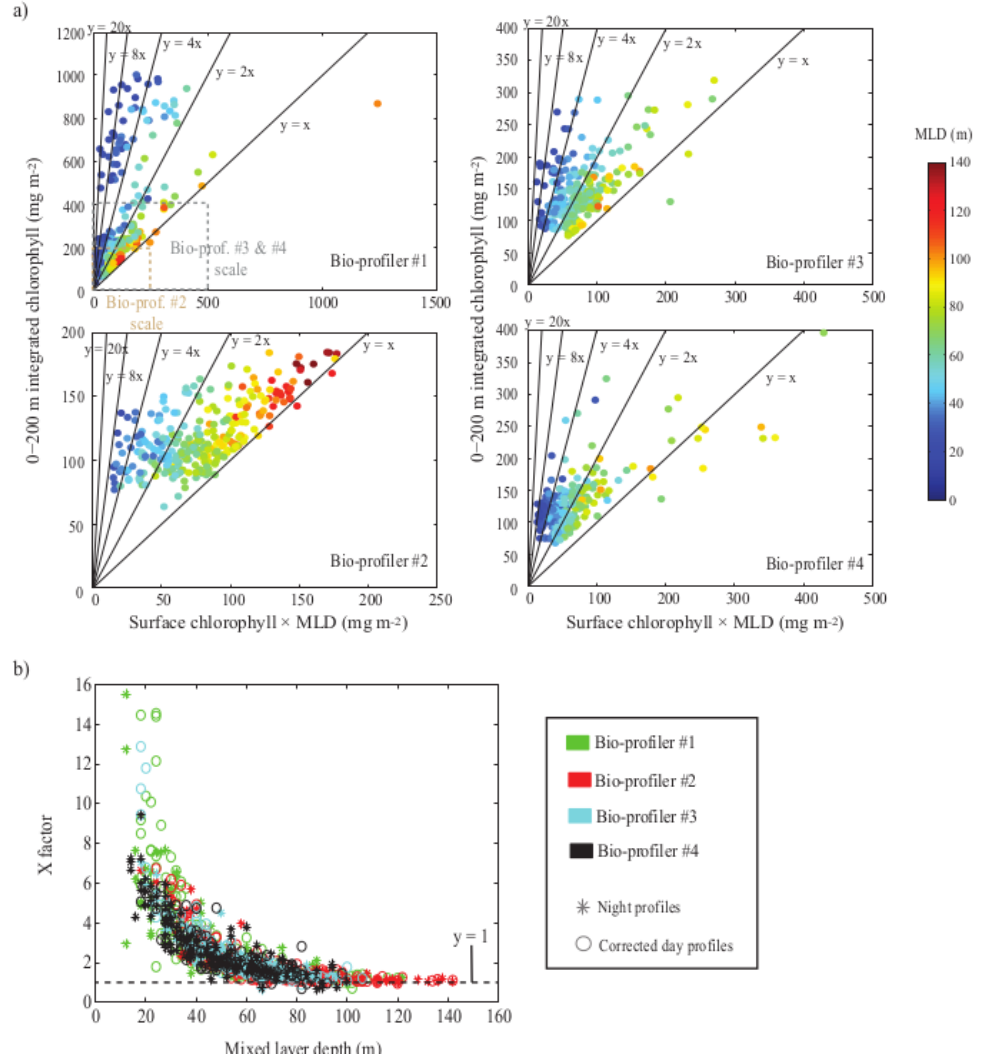 a)
y = 20x
y = 8x
y = 4x
y = 2x
y = x
1200
1000
800
600
400
200
0
0
500
1000
1500
Bio-prof. #3 & #4
scale
Bio-prof. #2
scale
Bio-profiler #1
y = 20x
y = 8x
y = 4x
y = 2x
y = x
400
350
300
250
200
150
100
50
0
0
100
200
300
400
500
Bio-profiler #3
MLD (m)
140
120
100
80
60
40
20
0
0−200 m integrated chlorophyll (mg m-2)
0−200 m integrated chlorophyll (mg m-2)
y = 20x
y = 8x
y = 4x
y = 2x
y = x
200
150
100
50
0
0
50
100
150
200
250
Bio-profiler #2
Surface chlorophyll × MLD (mg m-2)
y = 20x
y = 8x
y = 4x
y = 2x
y = x
400
350
300
250
200
150
100
50
0
0
100
200
300
400
500
Bio-profiler #4
Surface chlorophyll × MLD (mg m-2)
b)
X factor
16
14
12
10
8
6
4
2
0
0
20
40
60
80
100
120
140
160
y = 1
Mixed layer depth (m)
Bio-profiler #1
Bio-profiler #2
Bio-profiler #3
Bio-profiler #4
Night profiles
Corrected day profiles